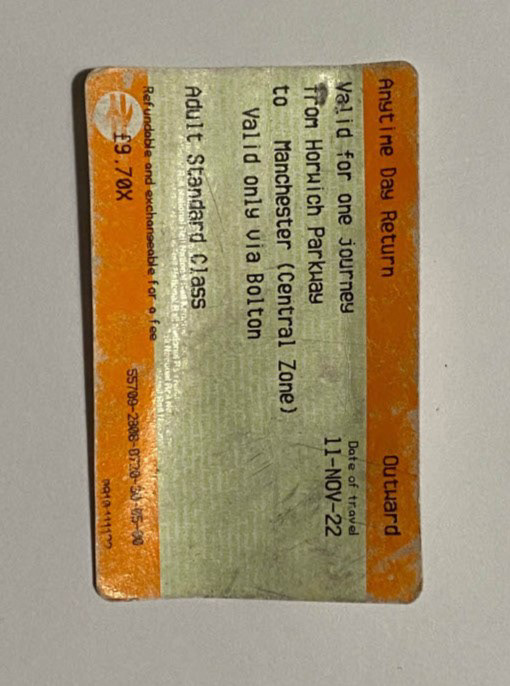 Anytime Day Return Outward
Valid for one journey Date of travel
from Horwich Parkway 11-NOV-22
to Manchester (Central Zone)
Valid only via Bolton
Adult Standard Class
Refundable and exchangeable for a fee
£9.70X